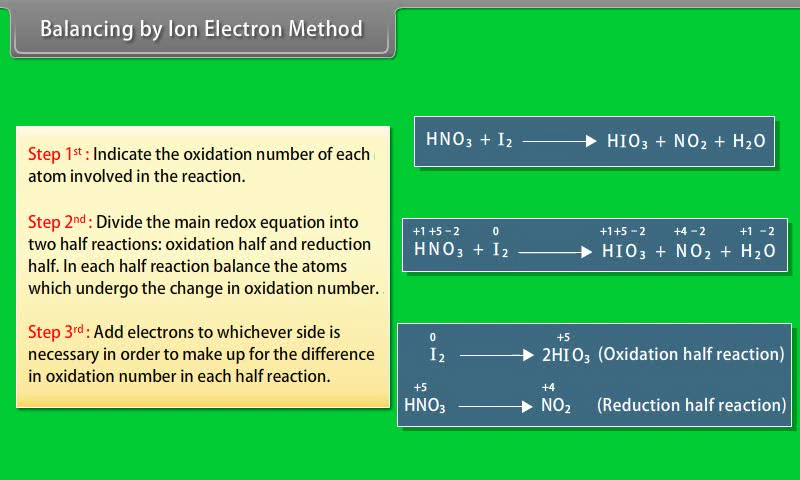 Balancing by Ion Electron Method
Step 1st : Indicate the oxidation number of each
atom involved in the reaction.
Step 2nd : Divide the main redox equation into
two half reactions: oxidation half and reduction
half. In each half reaction balance the atoms
which undergo the change in oxidation number.
Step 3rd : Add electrons to whichever side is
necessary in order to make up for the difference
in oxidation number in each half reaction.
HNO₃ + I₂ ⟶ HIO₃ + NO₂ + H₂O
+1 +5 −2 0 +1 +5 −2 +4 −2 +1 −2
HNO₃ + I₂ ⟶ HIO₃ + NO₂ + H₂O
0 +5
I₂ ⟶ 2HIO₃ (Oxidation half reaction)
+5 +4
HNO₃ ⟶ NO₂ (Reduction half reaction)